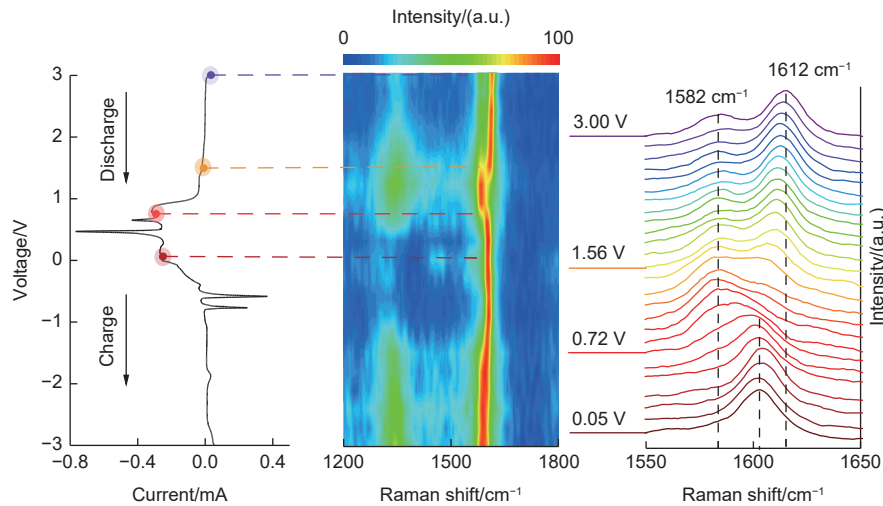 Intensity/(a.u.)
0 100
3
2
1
0
−1
−2
−3
Voltage/V
Discharge
Charge
−0.8 −0.4 0.0 0.4
Current/mA
1200 1500 1800
Raman shift/cm⁻¹
1612 cm⁻¹
1582 cm⁻¹
3.00 V
1.56 V
0.72 V
0.05 V
Intensity/(a.u.)
1550 1600 1650
Raman shift/cm⁻¹